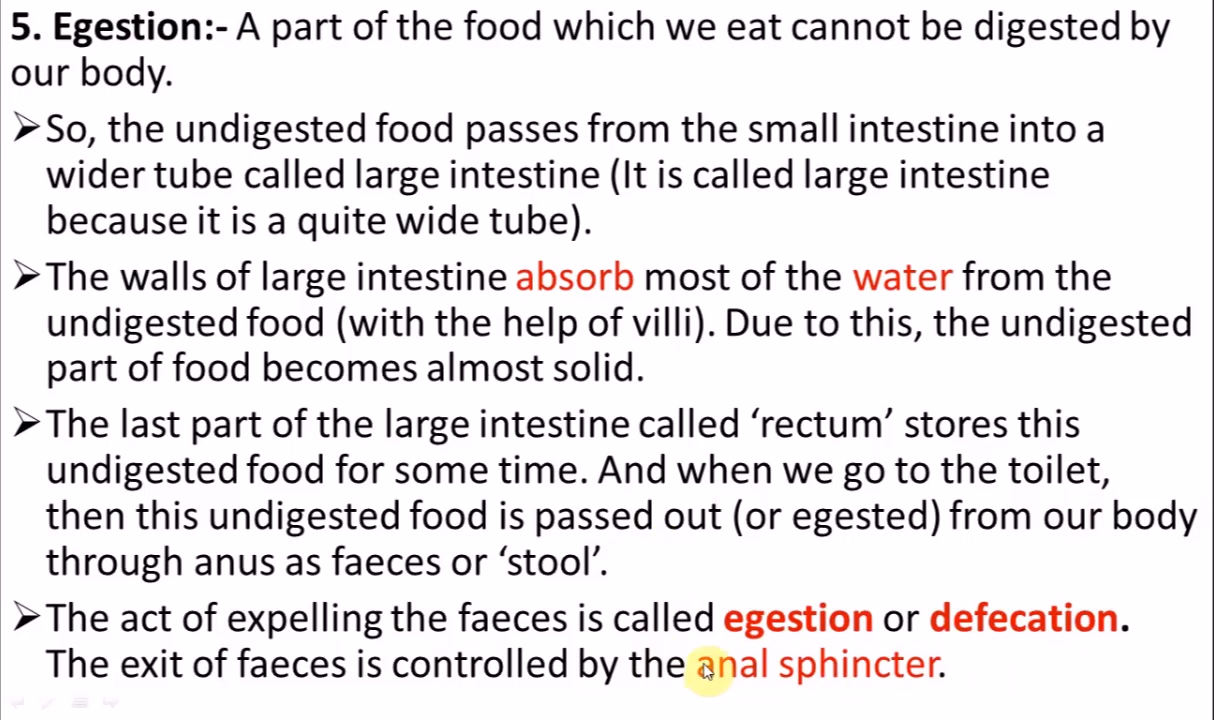 5. Egestion:- A part of the food which we eat cannot be digested by
our body.
➢So, the undigested food passes from the small intestine into a
wider tube called large intestine (It is called large intestine
because it is a quite wide tube).
➢The walls of large intestine absorb most of the water from the
undigested food (with the help of villi). Due to this, the undigested
part of food becomes almost solid.
➢The last part of the large intestine called ‘rectum’ stores this
undigested food for some time. And when we go to the toilet,
then this undigested food is passed out (or egested) from our body
through anus as faeces or ‘stool’.
➢The act of expelling the faeces is called egestion or defecation.
The exit of faeces is controlled by the anal sphincter.